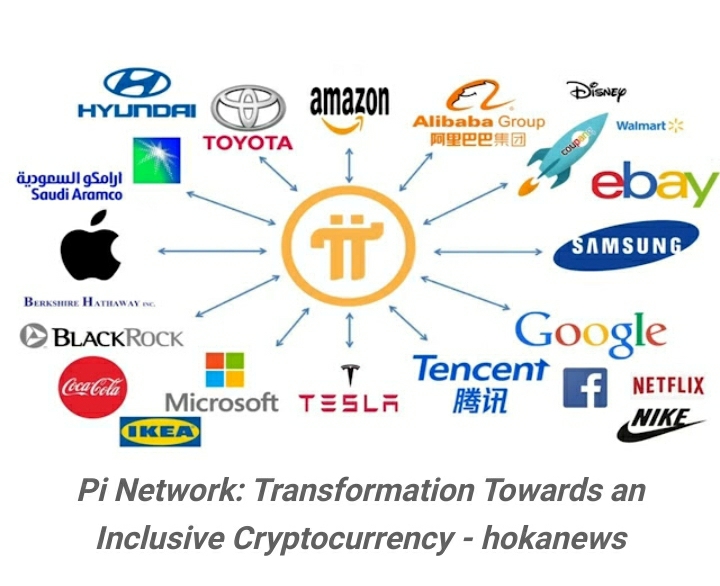 HYUNDAI
TOYOTA
amazon
Alibaba Group
阿里巴巴集团
DISNEY
coupang
Walmart
ebay
ارامكو السعودية
Saudi Aramco
SAMSUNG
BERKSHIRE HATHAWAY INC.
BLACKROCK
Google
Coca-Cola
Microsoft
TESLA
Tencent
腾讯
f
NETFLIX
NIKE
IKEA
Pi Network: Transformation Towards an
Inclusive Cryptocurrency - hokanews